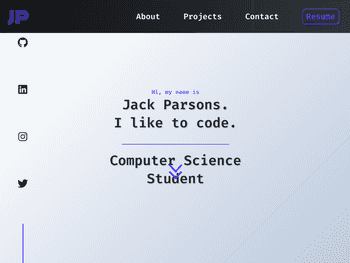 JP
About
Projects
Contact
Resume
Hi, my name is
Jack Parsons.
I like to code.
Computer Science
Student